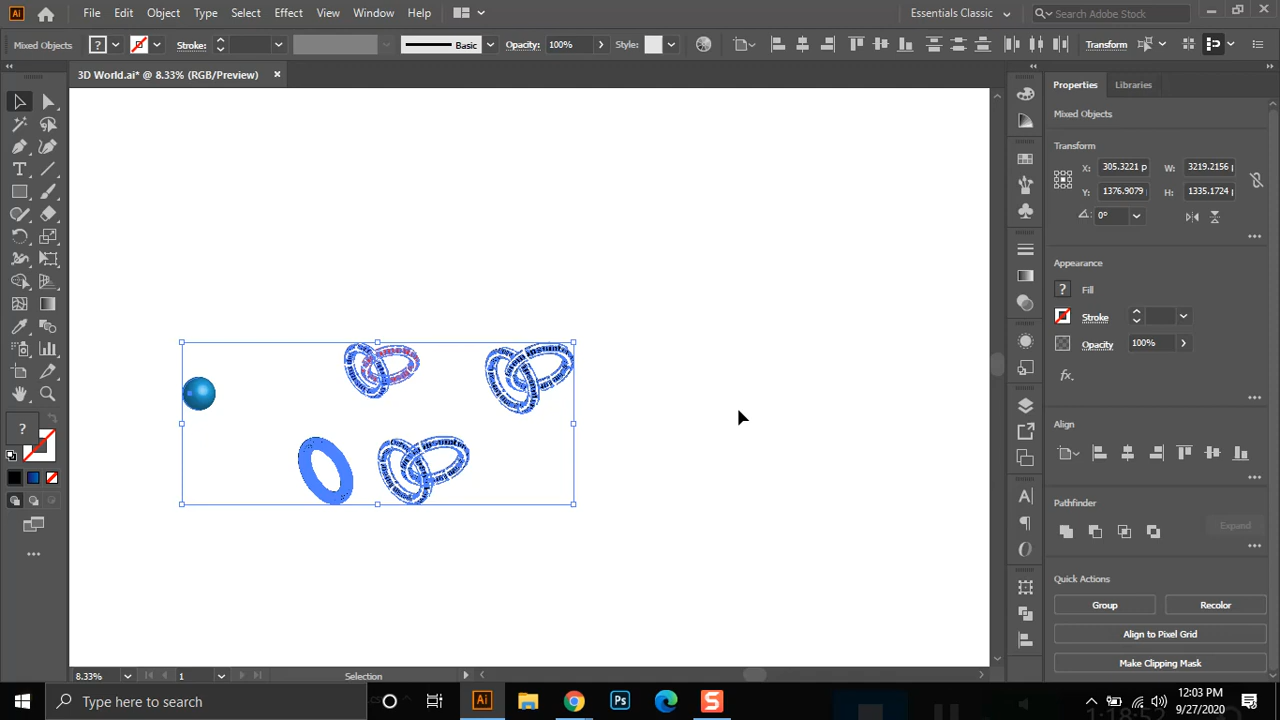 Ai File Edit Object Type Select Effect View Window Help Essentials Classic Search Adobe Stock
Mixed Objects ? Stroke: Basic Opacity: 100% Style: Transform
3D World.ai* @ 8.33% (RGB/Preview) ×
Properties Libraries
Mixed Objects
Transform
X: 305.3221 p W: 3219.2156
Y: 1376.9079 H: 1335.1724
0°
Appearance
? Fill
Stroke
Opacity 100%
fx.
Align
Pathfinder
Expand
Quick Actions
Group Recolor
Align to Pixel Grid
Make Clipping Mask
?
8.33% 1 Selection
Type here to search Ai Ps S 12:03 PM
9/27/2020